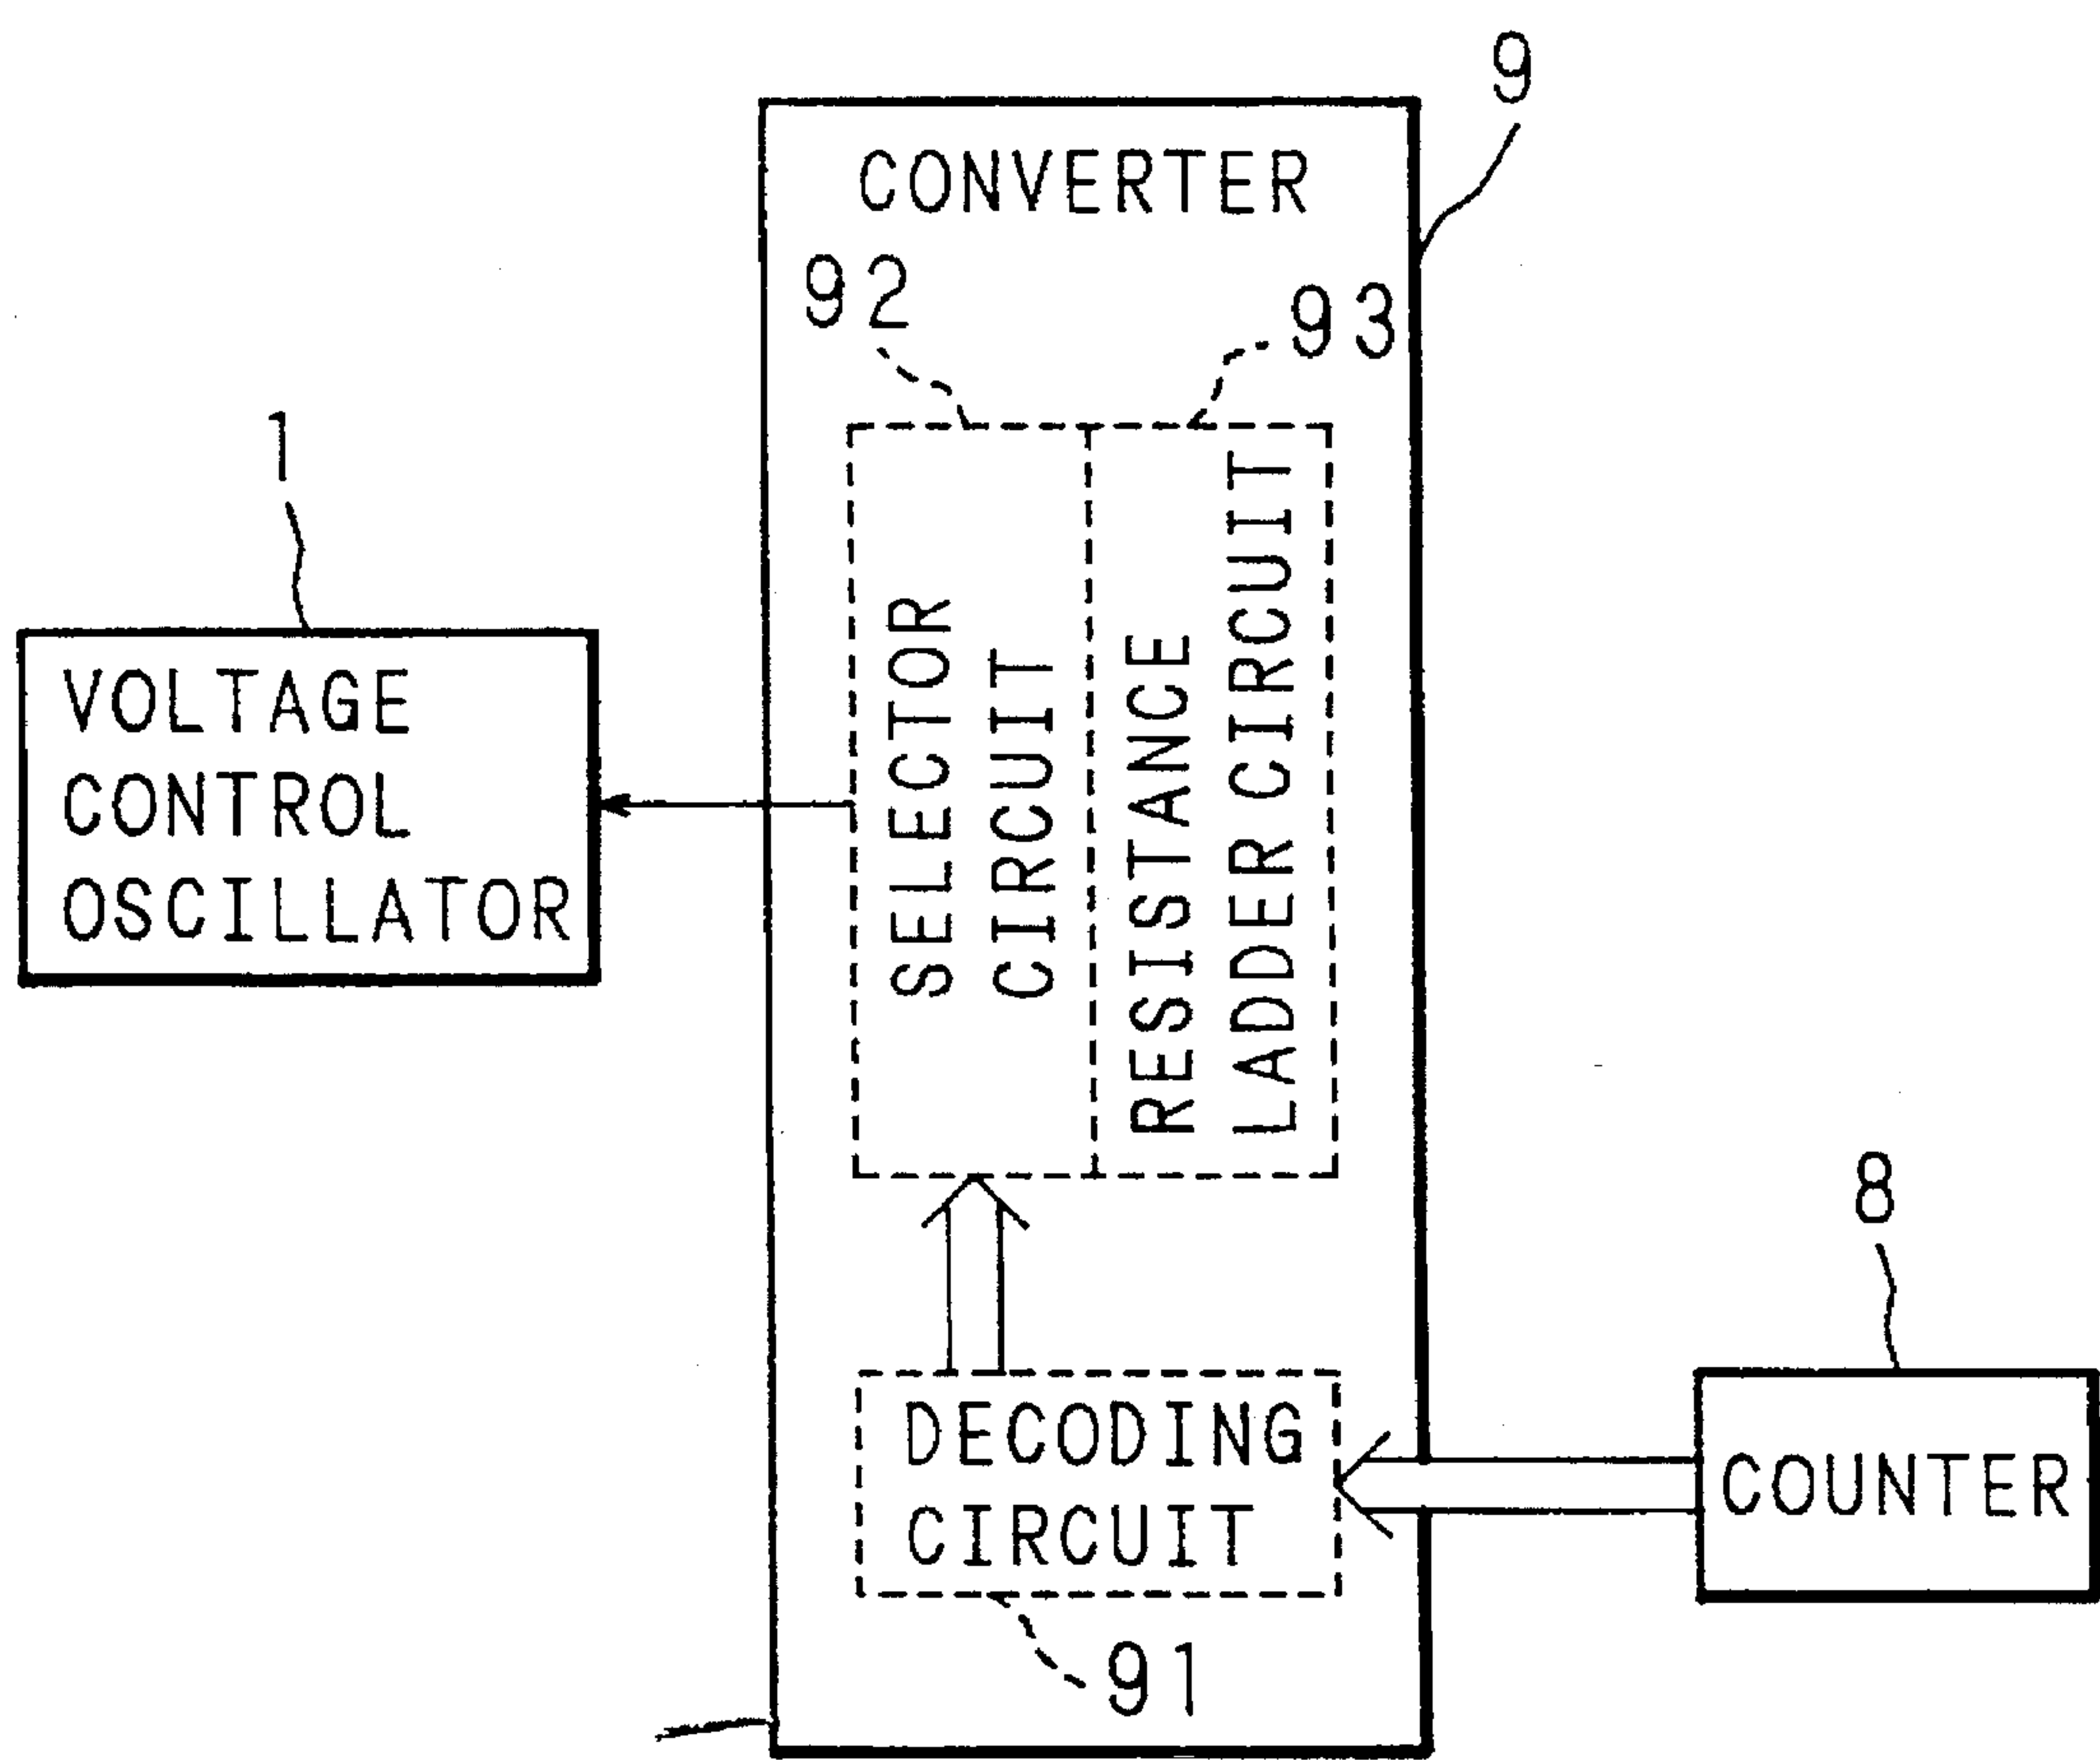 9
CONVERTER
92
93
1
VOLTAGE
CONTROL
OSCILLATOR
SELECTOR
CIRCUIT
RESISTANCE
LADDER CIRCUIT
8
DECODING
CIRCUIT
COUNTER
91